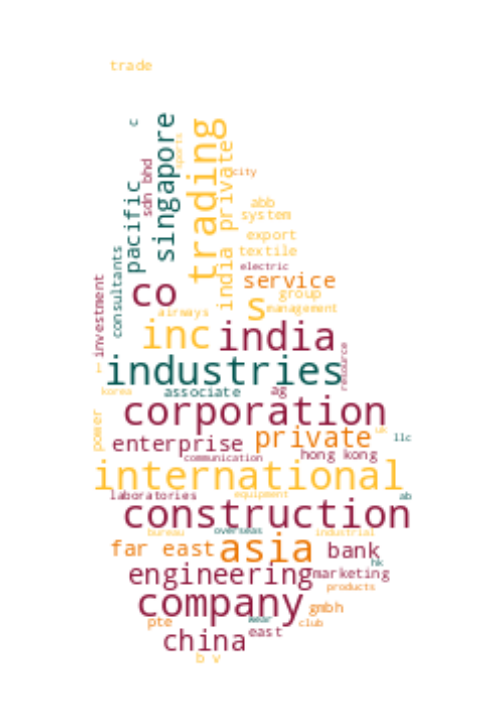 trade
c
singapore
trading
sports
india private
city
sdn bhd
pacific
abb
system
export
textile
electric
consultants
investment
service
co
group
s
management
airways
inc
india
resource
industries
korea
associate
ag
corporation
power
enterprise
private
uk
llc
communication
hong kong
international
laboratories
equipment
ab
construction
bureau
overseas
industrial
far east
asia
bank
hk
engineering
marketing
products
company
gmbh
pte
wear
club
china
east
b v